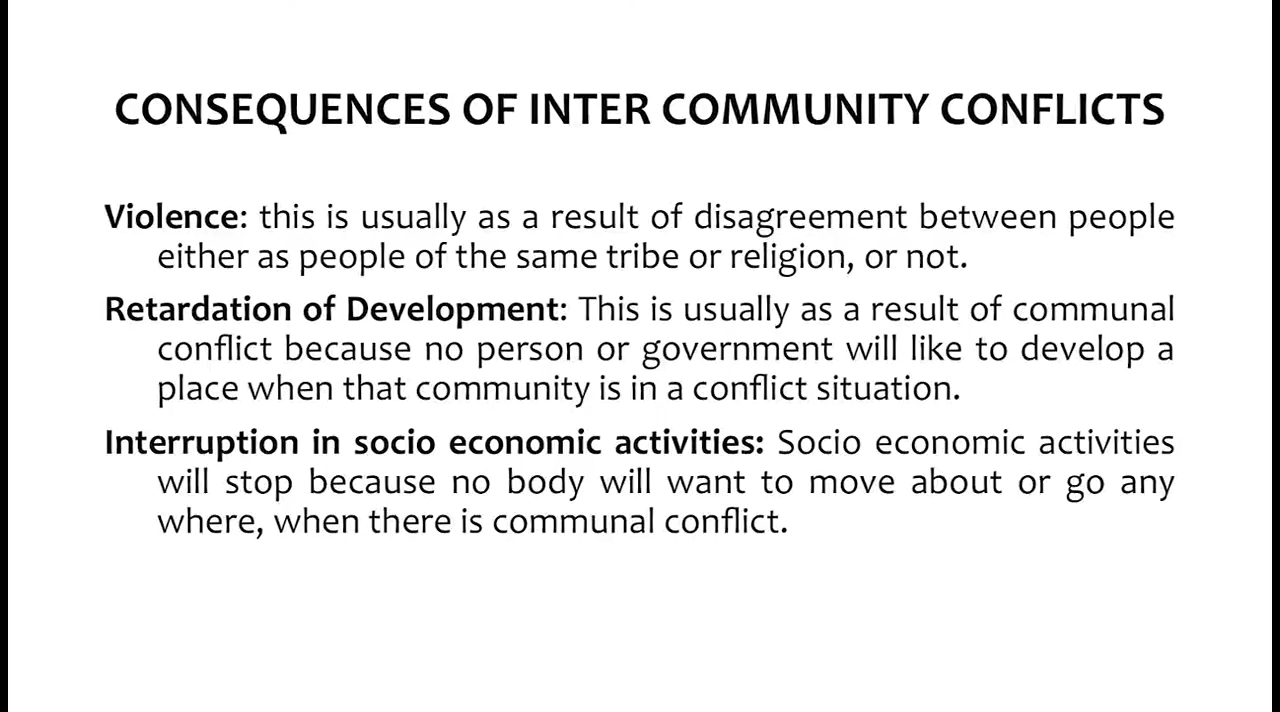 CONSEQUENCES OF INTER COMMUNITY CONFLICTS
Violence: this is usually as a result of disagreement between people
either as people of the same tribe or religion, or not.
Retardation of Development: This is usually as a result of communal
conflict because no person or government will like to develop a
place when that community is in a conflict situation.
Interruption in socio economic activities: Socio economic activities
will stop because no body will want to move about or go any
where, when there is communal conflict.